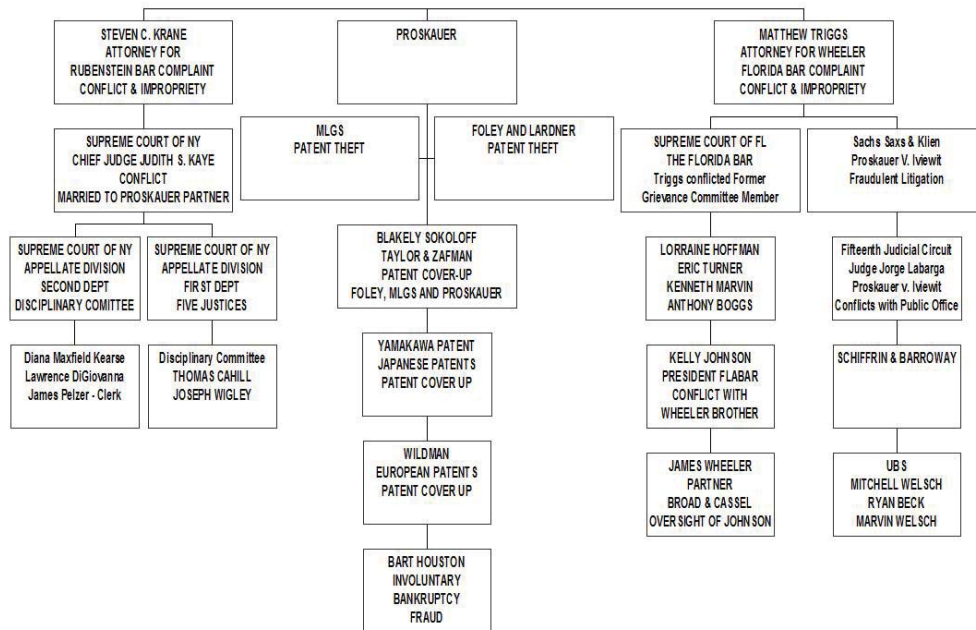 STEVEN C. KRANE
ATTORNEY FOR
RUBENSTEIN BAR COMPLAINT
CONFLICT & IMPROPRIETY
PROSKAUER
MATTHEW TRIGGS
ATTORNEY FOR WHEELER
FLORIDA BAR COMPLAINT
CONFLICT & IMPROPRIETY
SUPREME COURT OF NY
CHIEF JUDGE JUDITH S. KAYE
CONFLICT
MARRIED TO PROSKAUER PARTNER
MLGS
PATENT THEFT
FOLEY AND LARDNER
PATENT THEFT
SUPREME COURT OF FL
THE FLORIDA BAR
Triggs conflicted Former
Grievance Committee Member
Sachs Saxs & Klien
Proskauer V. Iviewit
Fraudulent Litigation
SUPREME COURT OF NY
APPELLATE DIVISION
SECOND DEPT
DISCIPLINARY COMITTEE
SUPREME COURT OF NY
APPELLATE DIVISION
FIRST DEPT
FIVE JUSTICES
BLAKELY SOKOLOFF
TAYLOR & ZAFMAN
PATENT COVER-UP
FOLEY, MLGS AND PROSKAUER
LORRAINE HOFFMAN
ERIC TURNER
KENNETH MARVIN
ANTHONY BOGGS
Fifteenth Judicial Circuit
Judge Jorge Labarga
Proskauer v. Iviewit
Conflicts with Public Office
Diana Maxfield Kearse
Lawrence DiGiovanna
James Pelzer - Clerk
Disciplinary Committee
THOMAS CAHILL
JOSEPH WIGLEY
YAMAKAWA PATENT
JAPANESE PATENTS
PATENT COVER UP
KELLY JOHNSON
PRESIDENT FLABAR
CONFLICT WITH
WHEELER BROTHER
SCHIFFRIN & BARROWAY
WILDMAN
EUROPEAN PATENTS
PATENT COVER UP
JAMES WHEELER
PARTNER
BROAD & CASSEL
OVERSIGHT OF JOHNSON
UBS
MITCHELL WELSCH
RYAN BECK
MARVIN WELSCH
BART HOUSTON
INVOLUNTARY
BANKRUPTCY
FRAUD